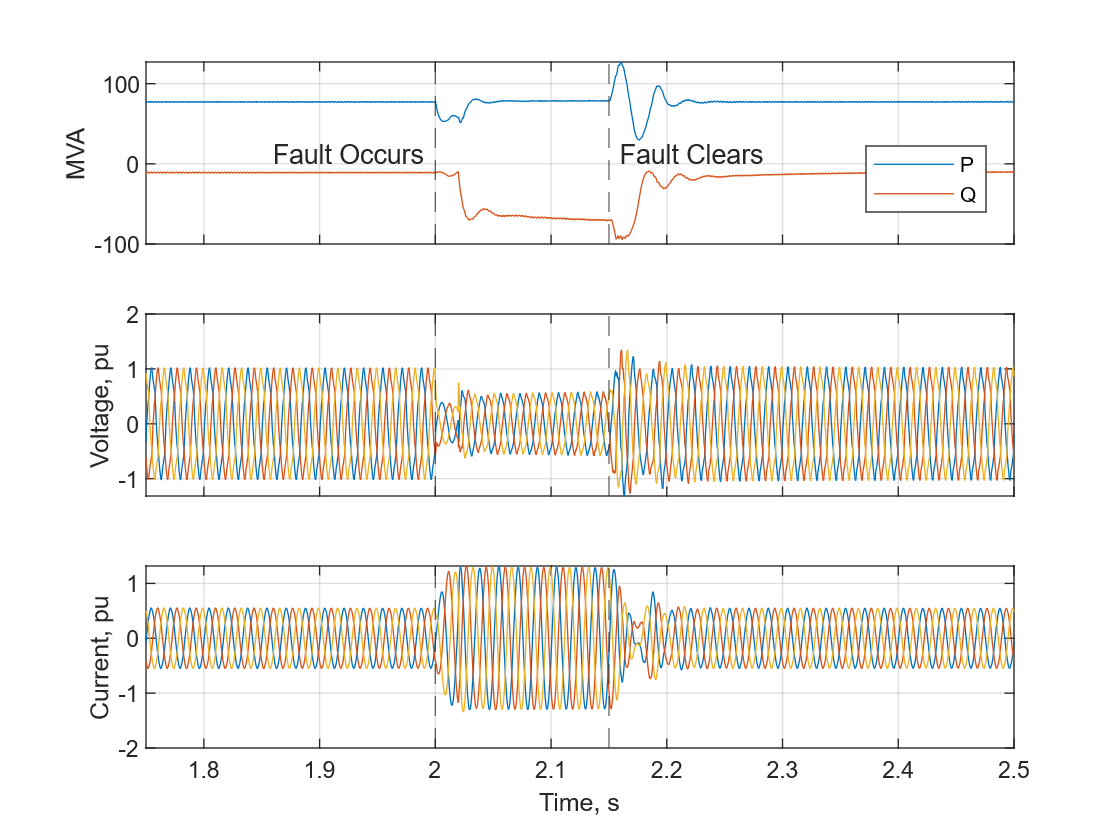 100
0
-100
MVA
Fault Occurs
Fault Clears
P
Q
2
1
0
-1
Voltage, pu
1
0
-1
-2
Current, pu
1.8
1.9
2
2.1
2.2
2.3
2.4
2.5
Time, s